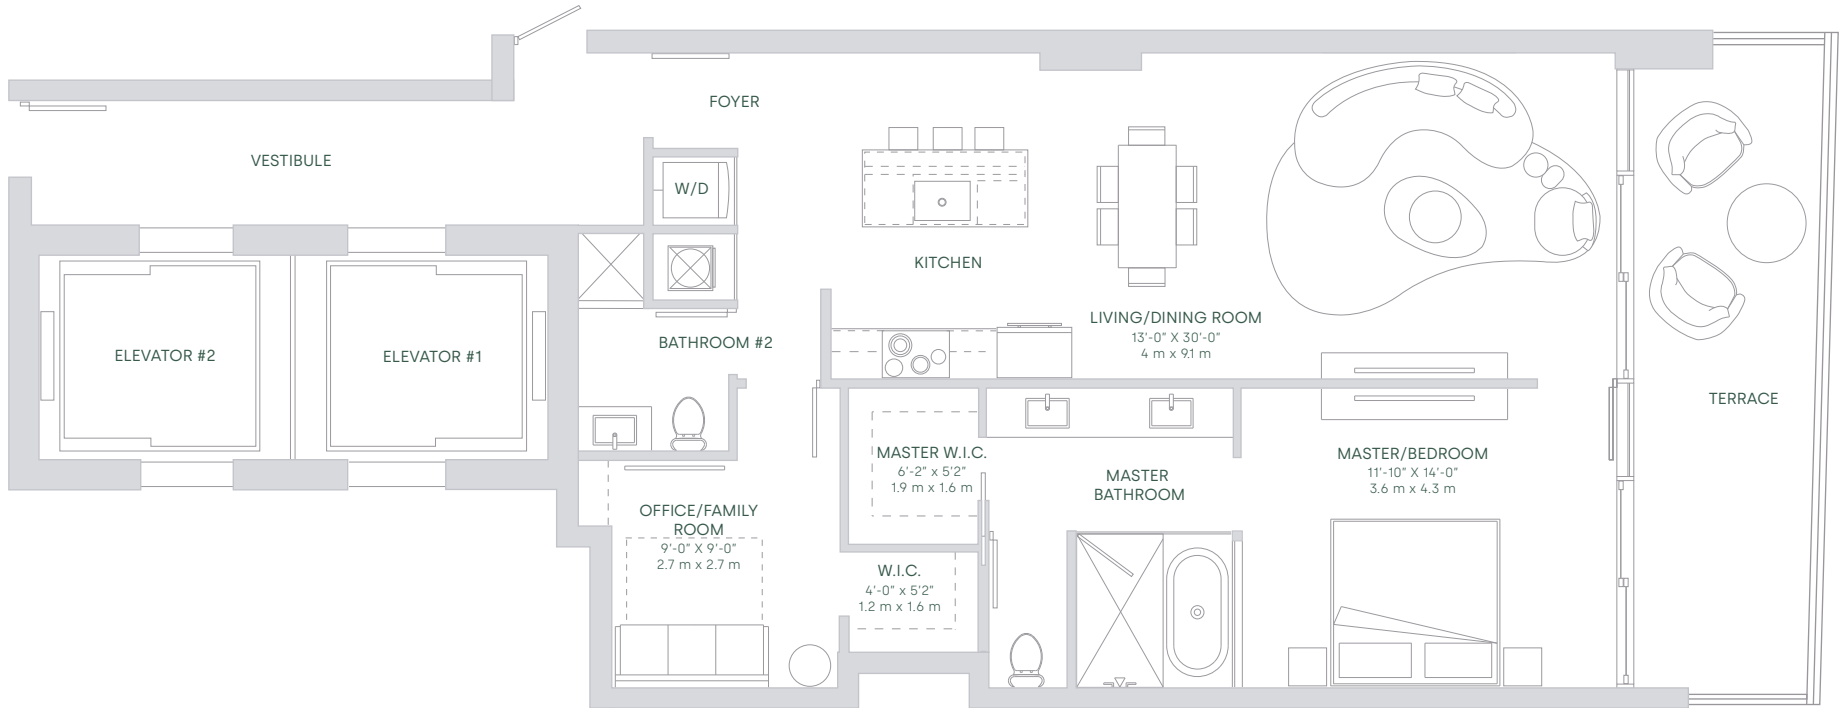 FOYER
VESTIBULE
W/D
KITCHEN
LIVING/DINING ROOM
13'-0" X 30'-0"
4 m x 9.1 m
BATHROOM #2
ELEVATOR #2
ELEVATOR #1
TERRACE
MASTER W.I.C.
6'-2" x 5'2"
1.9 m x 1.6 m
MASTER
BATHROOM
MASTER/BEDROOM
11'-10" X 14'-0"
3.6 m x 4.3 m
OFFICE/FAMILY
ROOM
9'-0" X 9'-0"
2.7 m x 2.7 m
W.I.C.
4'-0" x 5'2"
1.2 m x 1.6 m